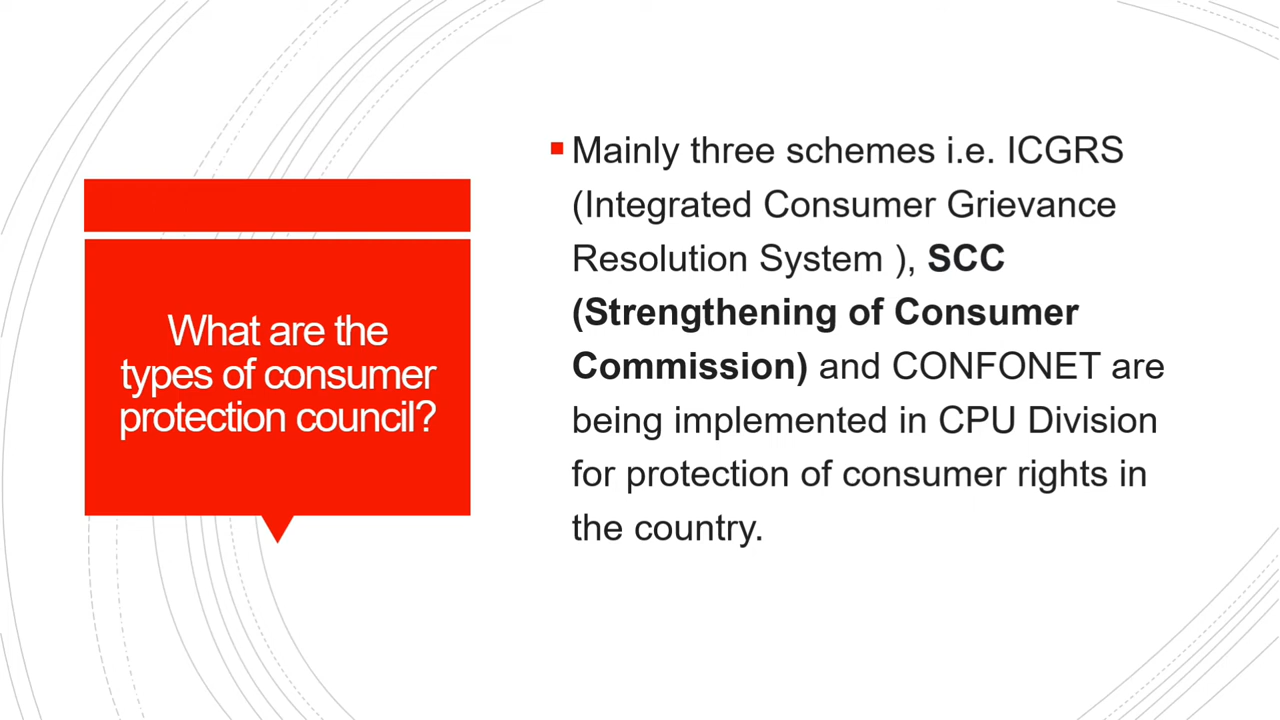 What are the
types of consumer
protection council?
Mainly three schemes i.e. ICGRS
(Integrated Consumer Grievance
Resolution System ), SCC
(Strengthening of Consumer
Commission) and CONFONET are
being implemented in CPU Division
for protection of consumer rights in
the country.